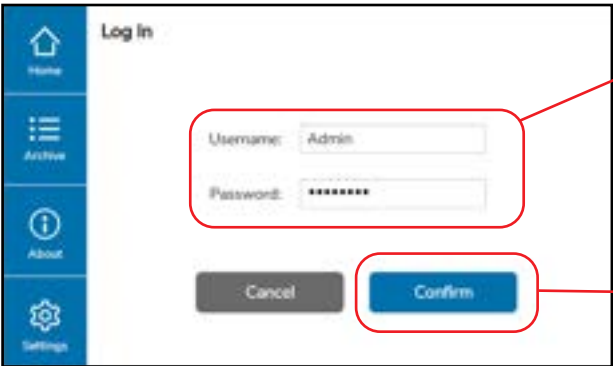 Log In
Home
Archive
About
Settings
Username: Admin
Password: ••••••••
Cancel
Confirm